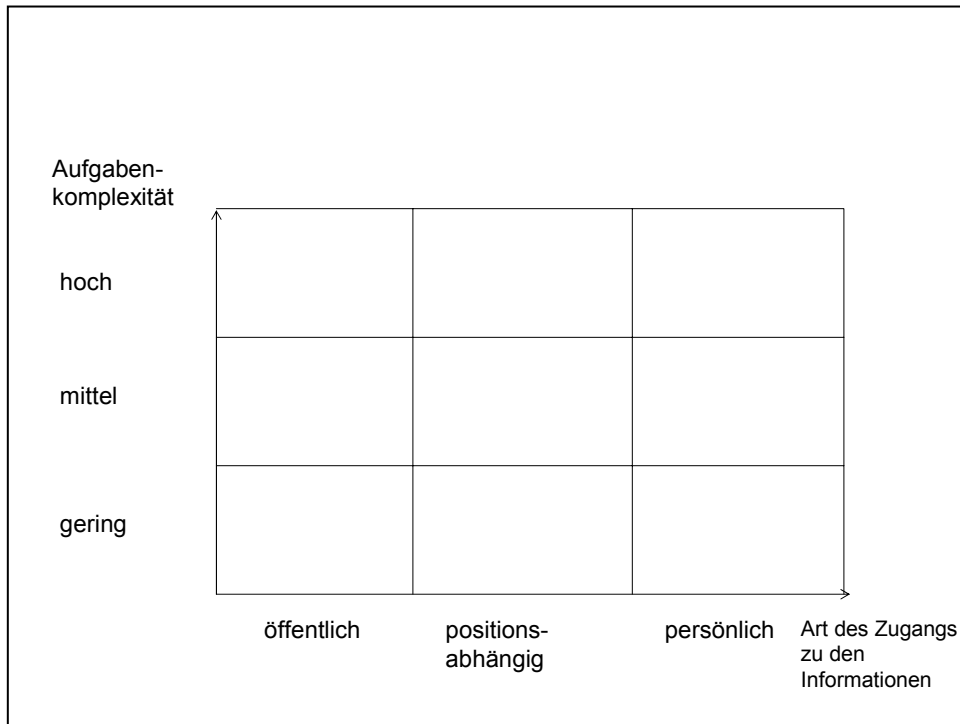 Aufgaben-
komplexität
hoch
mittel
gering
öffentlich
positions-
abhängig
persönlich
Art des Zugangs
zu den
Informationen